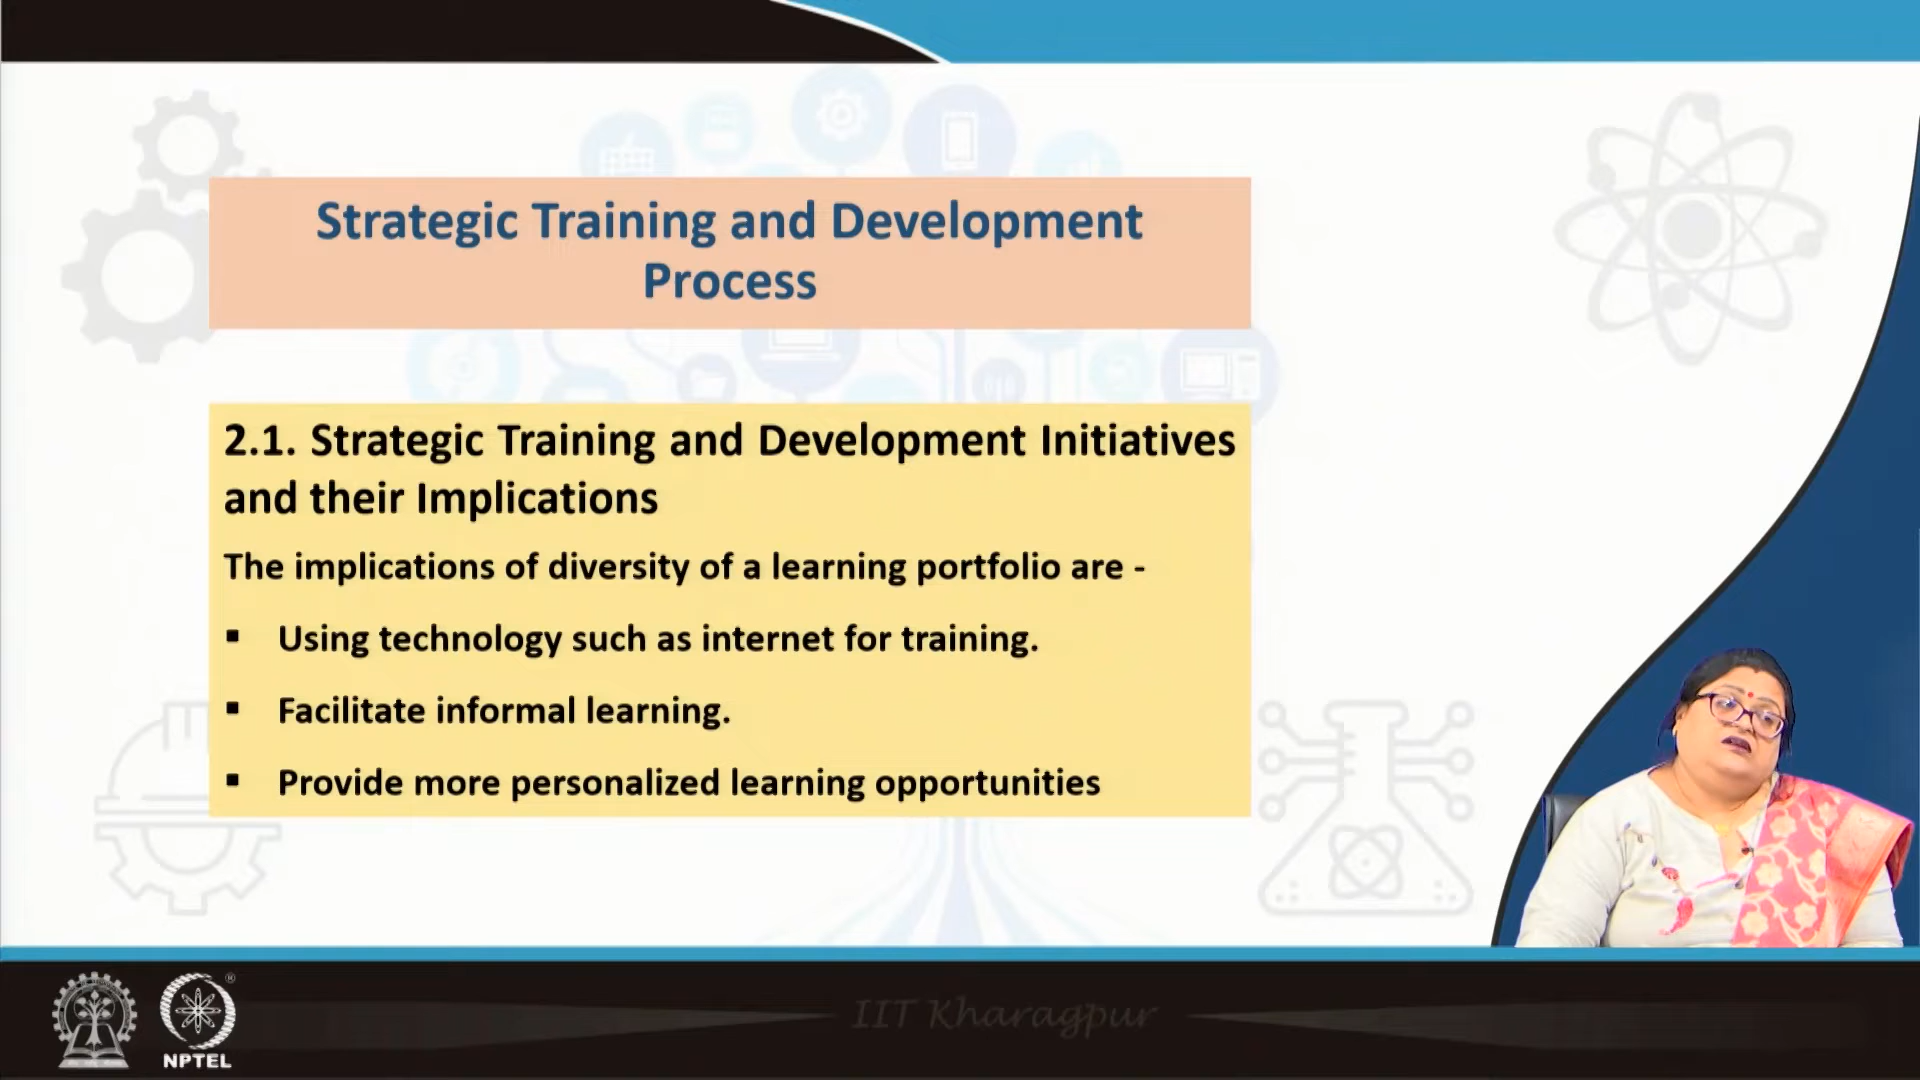 Strategic Training and Development
Process
2.1. Strategic Training and Development Initiatives
and their Implications
The implications of diversity of a learning portfolio are -
▪ Using technology such as internet for training.
▪ Facilitate informal learning.
▪ Provide more personalized learning opportunities
IIT Kharagpur
®
NPTEL